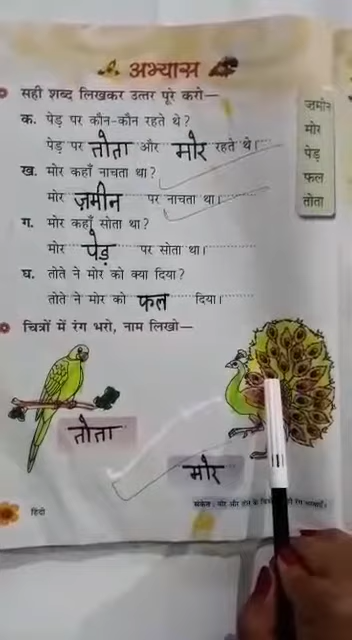 अभ्यास
सही शब्द लिखकर उत्तर पूरे करो—
क. पेड़ पर कौन-कौन रहते थे?
पेड़ पर तोता और मोर रहते थे।
ख. मोर कहाँ नाचता था?
मोर ज़मीन पर नाचता था।
ग. मोर कहाँ सोता था?
मोर पेड़ पर सोता था।
घ. तोते ने मोर को क्या दिया?
तोते ने मोर को फल दिया।
ज़मीन
मोर
पेड़
फल
तोता
चित्रों में रंग भरो, नाम लिखो—
तोता
मोर
संकेत : मोर और
हिंदी